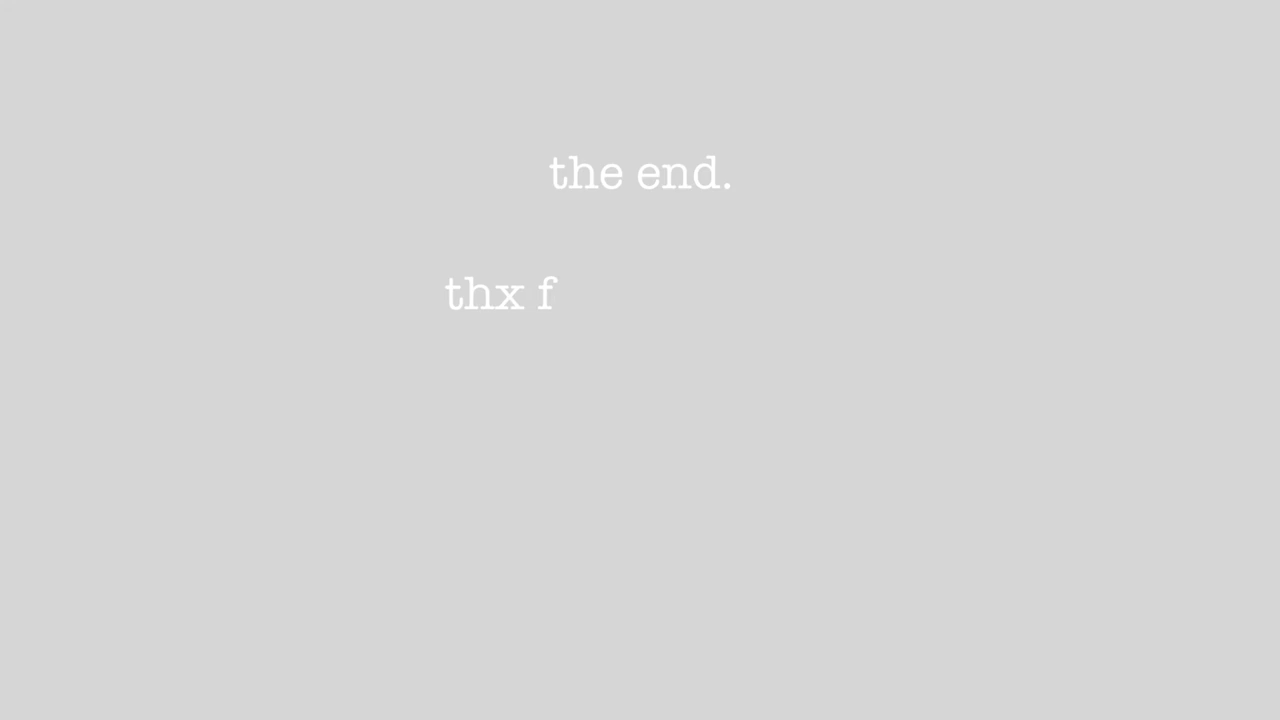 the end.
thx f